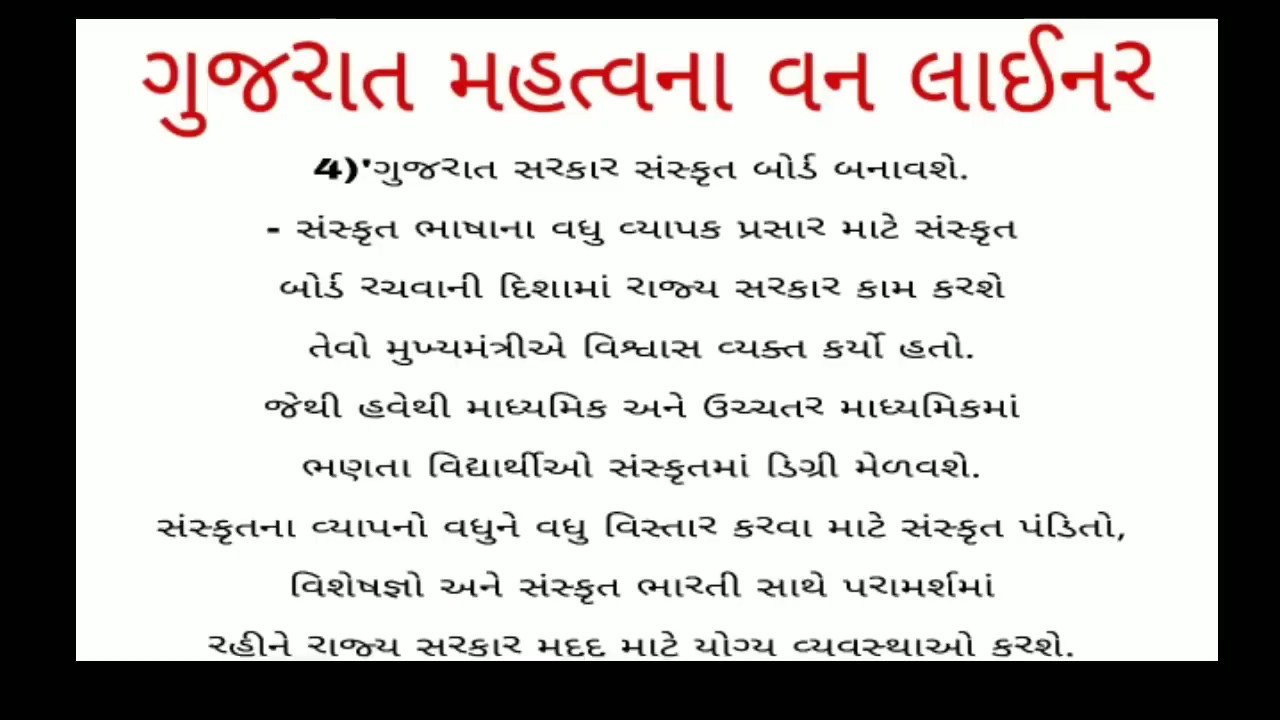 ગુજરાત મહત્વના વન લાઈનર
4)'ગુજરાત સરકાર સંસ્કૃત બોર્ડ બનાવશે.
- સંસ્કૃત ભાષાના વધુ વ્યાપક પ્રસાર માટે સંસ્કૃત
બોર્ડ રચવાની દિશામાં રાજ્ય સરકાર કામ કરશે
તેવો મુખ્યમંત્રીએ વિશ્વાસ વ્યક્ત કર્યો હતો.
જેથી હવેથી માધ્યમિક અને ઉચ્ચતર માધ્યમિકમાં
ભણતા વિદ્યાર્થીઓ સંસ્કૃતમાં ડિગ્રી મેળવશે.
સંસ્કૃતના વ્યાપનો વધુને વધુ વિસ્તાર કરવા માટે સંસ્કૃત પંડિતો,
વિશેષજ્ઞો અને સંસ્કૃત ભારતી સાથે પરામર્શમાં
રહીને રાજ્ય સરકાર મદદ માટે યોગ્ય વ્યવસ્થાઓ કરશે.